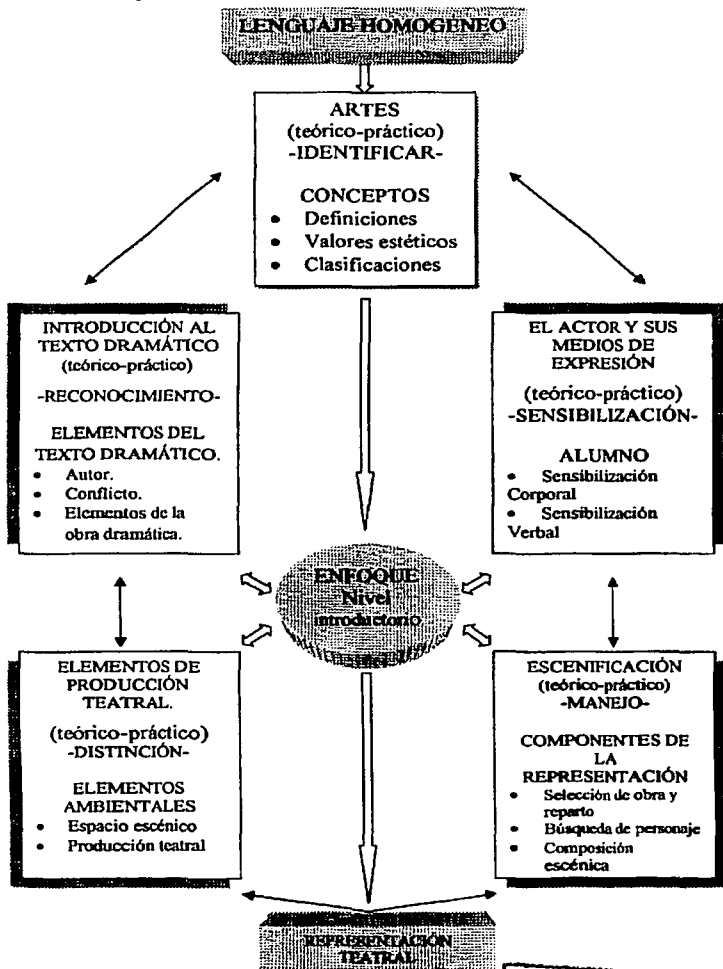 LENGUAJE HOMOGENEO
ARTES
(teórico-práctico)
-IDENTIFICAR-
CONCEPTOS
• Definiciones
• Valores estéticos
• Clasificaciones
INTRODUCCIÓN AL
TEXTO DRAMÁTICO
(teórico-práctico)
-RECONOCIMIENTO-
ELEMENTOS DEL
TEXTO DRAMÁTICO.
• Autor.
• Conflicto.
• Elementos de la
obra dramática.
EL ACTOR Y SUS
MEDIOS DE
EXPRESIÓN
(teórico-práctico)
-SENSIBILIZACIÓN-
ALUMNO
• Sensibilización
Corporal
• Sensibilización
Verbal
ENFOQUE
Nivel
introductorio
ELEMENTOS DE
PRODUCCIÓN
TEATRAL.
(teórico-práctico)
-DISTINCIÓN-
ELEMENTOS
AMBIENTALES
• Espacio escénico
• Producción teatral
ESCENIFICACIÓN
(teórico-práctico)
-MANEJO-
COMPONENTES DE
LA
REPRESENTACIÓN
• Selección de obra y
reparto
• Búsqueda de personaje
• Composición
escénica
REPRESENTACIÓN
TEATRAL